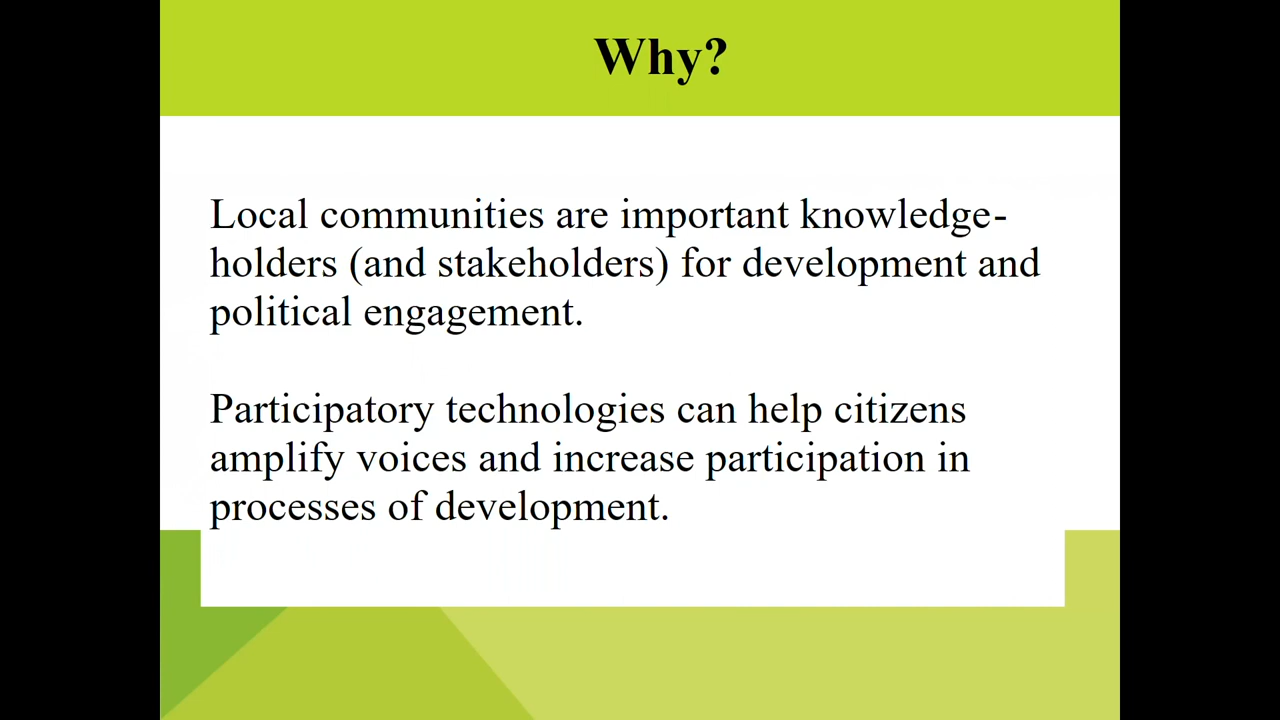 Why?
Local communities are important knowledge-
holders (and stakeholders) for development and
political engagement.
Participatory technologies can help citizens
amplify voices and increase participation in
processes of development.